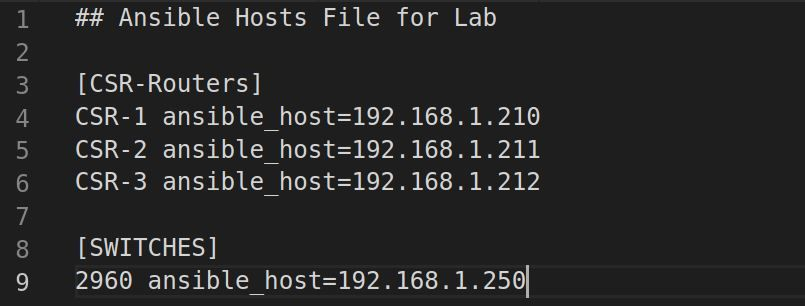 1 ## Ansible Hosts File for Lab
2
3 [CSR-Routers]
4 CSR-1 ansible_host=192.168.1.210
5 CSR-2 ansible_host=192.168.1.211
6 CSR-3 ansible_host=192.168.1.212
7
8 [SWITCHES]
9 2960 ansible_host=192.168.1.250